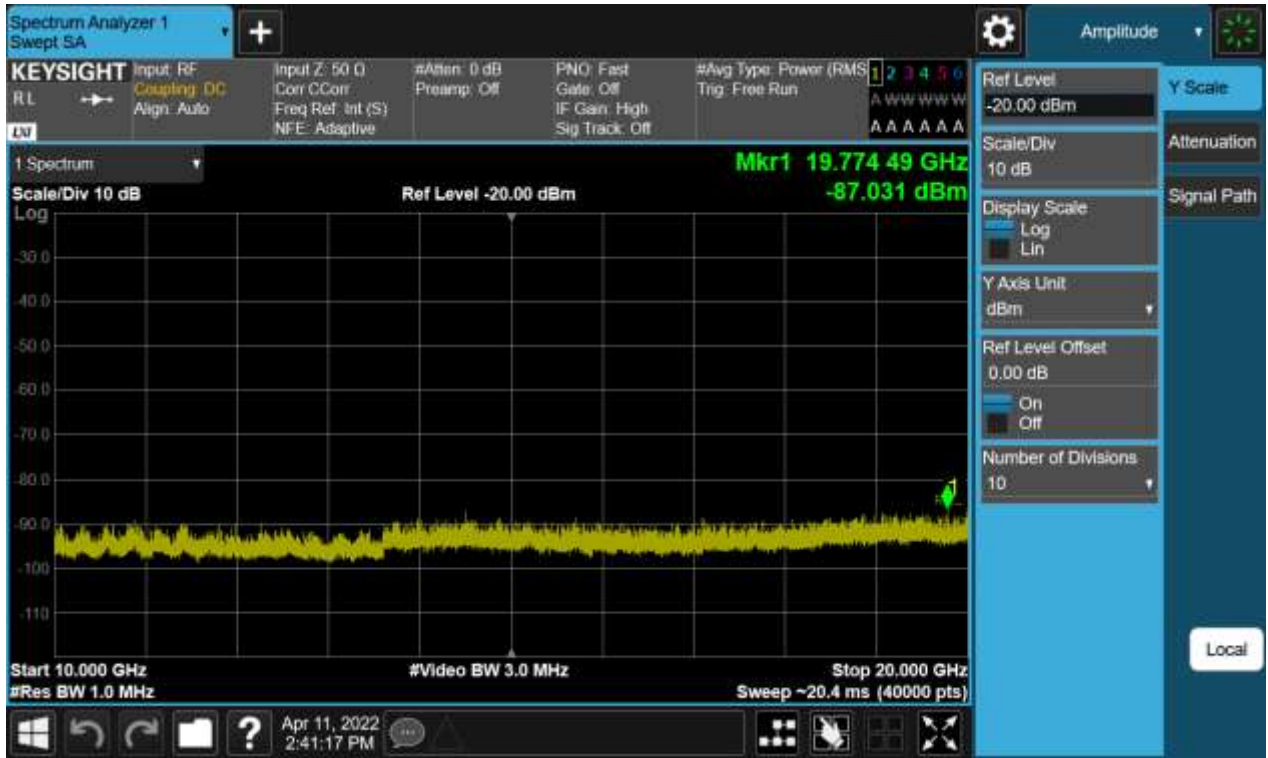 Spectrum Analyzer 1
Swept SA
+
Amplitude
KEYSIGHT
RL
LXI
Input: RF
Coupling: DC
Align: Auto
Input Z: 50 Ω
Corr CCorr
Freq Ref: Int (S)
NFE: Adaptive
#Atten: 0 dB
Preamp: Off
PNO: Fast
Gate: Off
IF Gain: High
Sig Track: Off
#Avg Type: Power (RMS
Trig: Free Run
1 2 3 4 5 6
A W W W W W
A A A A A A
1 Spectrum
Scale/Div 10 dB
Ref Level -20.00 dBm
Mkr1 19.774 49 GHz
-87.031 dBm
Log
-30.0
-40.0
-50.0
-60.0
-70.0
-80.0
-90.0
-100
-110
1
Start 10.000 GHz
#Video BW 3.0 MHz
Stop 20.000 GHz
#Res BW 1.0 MHz
Sweep ~20.4 ms (40000 pts)
Ref Level
-20.00 dBm
Scale/Div
10 dB
Display Scale
Log
Lin
Y Axis Unit
dBm
Ref Level Offset
0.00 dB
On
Off
Number of Divisions
10
Y Scale
Attenuation
Signal Path
Local
?
Apr 11, 2022
2:41:17 PM